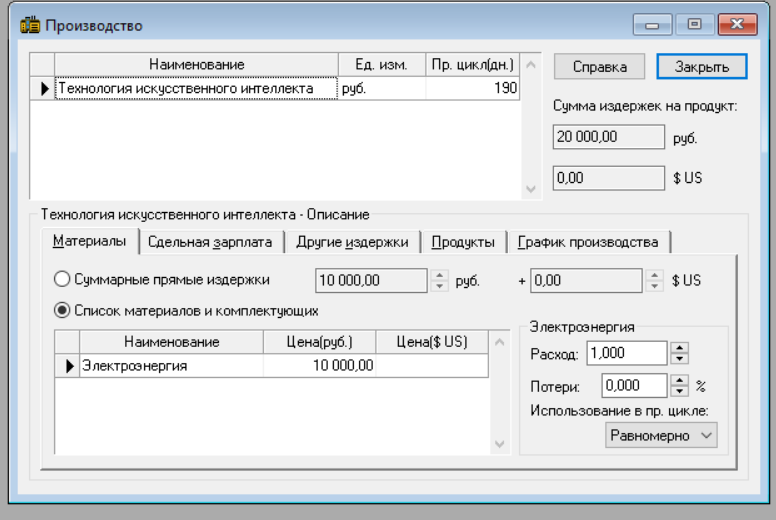 Производство
Наименование Ед. изм. Пр. цикл(дн.)
Технология искусственного интеллекта руб. 190
Справка Закрыть
Сумма издержек на продукт:
20 000,00 руб.
0,00 $ US
Технология искусственного интеллекта - Описание
Материалы Сдельная зарплата Другие издержки Продукты График производства
Суммарные прямые издержки 10 000,00 руб. + 0,00 $ US
Список материалов и комплектующих
Наименование Цена(руб.) Цена($ US)
Электроэнергия 10 000,00
Электроэнергия
Расход: 1,000
Потери: 0,000 %
Использование в пр. цикле:
Равномерно